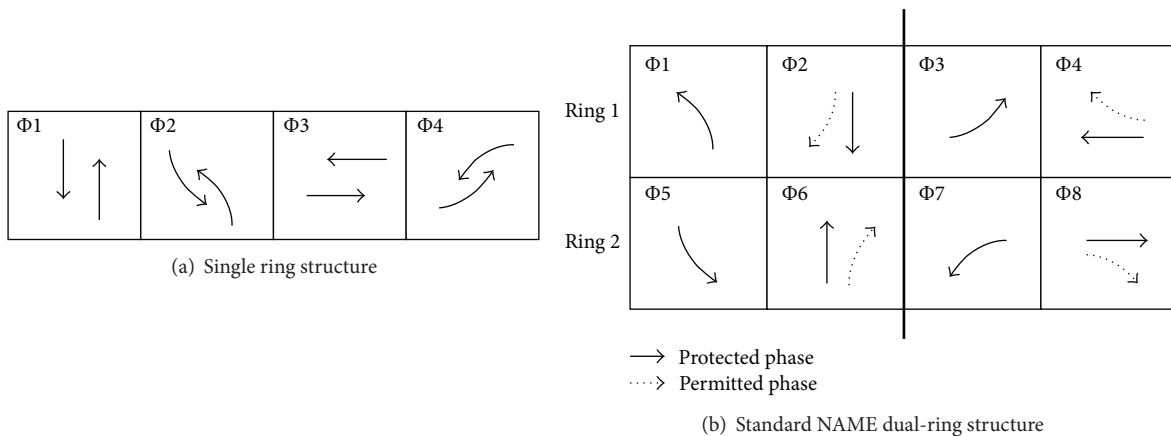 Φ1 Φ2 Φ3 Φ4
(a) Single ring structure
Φ1 Φ2 Φ3 Φ4
Ring 1
Φ5 Φ6 Φ7 Φ8
Ring 2
Protected phase
Permitted phase
(b) Standard NAME dual-ring structure